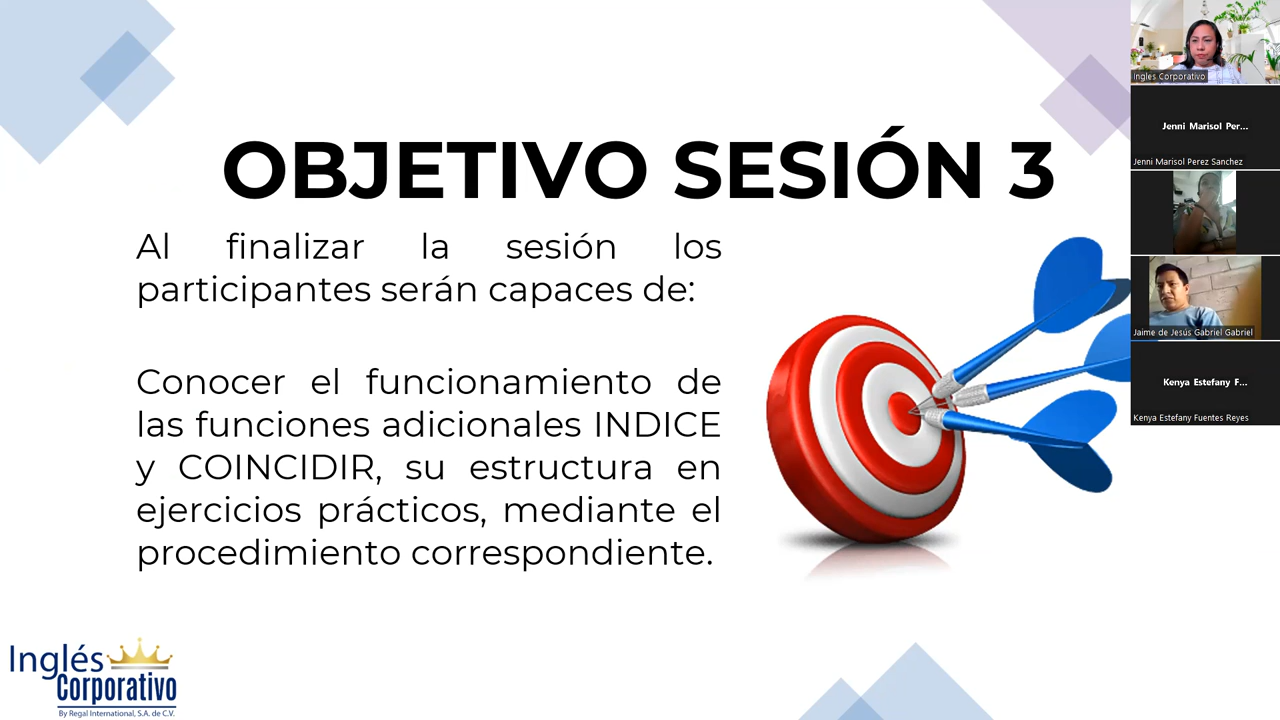 OBJETIVO SESIÓN 3
Al finalizar la sesión los
participantes serán capaces de:
Conocer el funcionamiento de
las funciones adicionales INDICE
y COINCIDIR, su estructura en
ejercicios prácticos, mediante el
procedimiento correspondiente.
Inglés
Corporativo
By Regal International, S.A. de C.V.
Ingles Corporativo
Jenni Marisol Per...
Jenni Marisol Perez Sanchez
Jaime de Jesús Gabriel Gabriel
Kenya Estefany F...
Kenya Estefany Fuentes Reyes